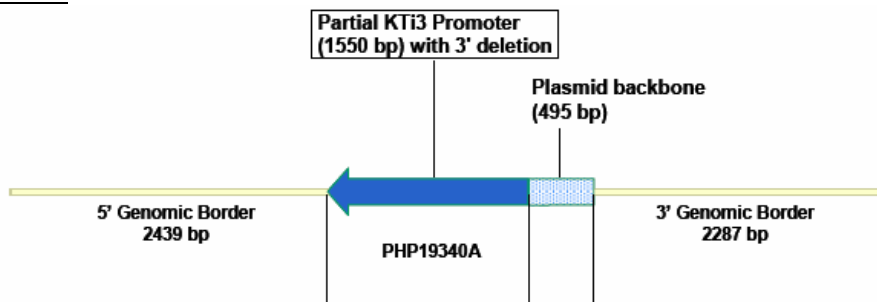 Partial KTi3 Promoter
(1550 bp) with 3' deletion
Plasmid backbone
(495 bp)
5' Genomic Border
2439 bp
PHP19340A
3' Genomic Border
2287 bp